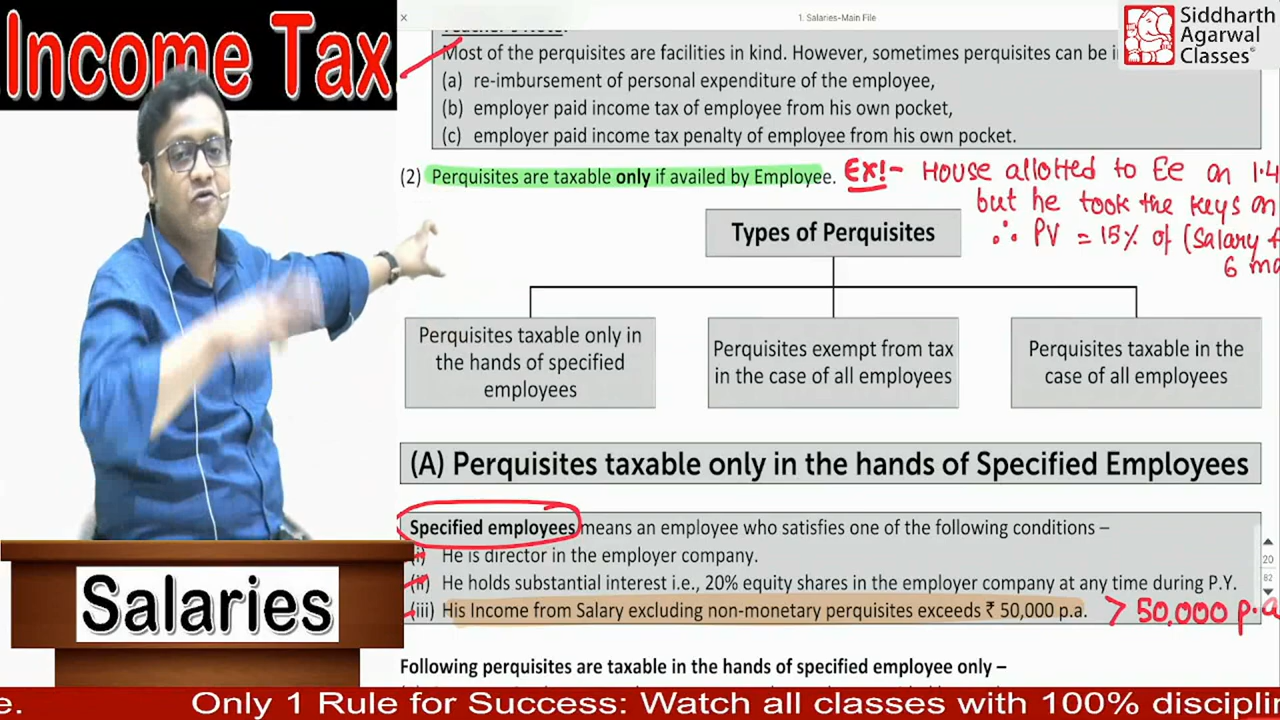 Income Tax
1. Salaries-Main File
Siddharth
Agarwal
Classes
Teacher's Note:
Most of the perquisites are facilities in kind. However, sometimes perquisites can be
(a) re-imbursement of personal expenditure of the employee,
(b) employer paid income tax of employee from his own pocket,
(c) employer paid income tax penalty of employee from his own pocket.
(2) Perquisites are taxable only if availed by Employee.
Ex!- House allotted to Ee on 1.4
but he took the keys on
∴ PV = 15% of (Salary f
6 mo
Types of Perquisites
Perquisites taxable only in
the hands of specified
employees
Perquisites exempt from tax
in the case of all employees
Perquisites taxable in the
case of all employees
(A) Perquisites taxable only in the hands of Specified Employees
Specified employees means an employee who satisfies one of the following conditions –
(i) He is director in the employer company.
(ii) He holds substantial interest i.e., 20% equity shares in the employer company at any time during P.Y.
(iii) His Income from Salary excluding non-monetary perquisites exceeds ₹ 50,000 p.a. > 50,000 p.a
20
62
Following perquisites are taxable in the hands of specified employee only –
Salaries
e. Only 1 Rule for Success: Watch all classes with 100% disciplin